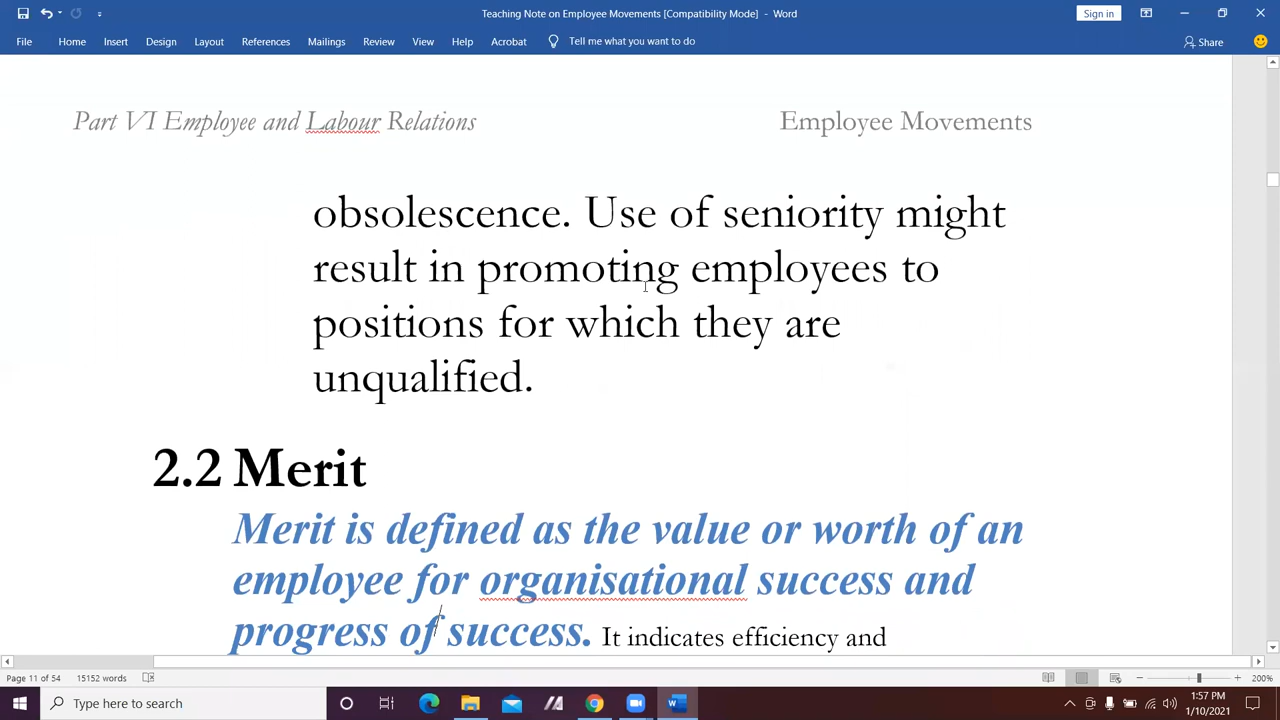 Teaching Note on Employee Movements [Compatibility Mode] - Word
Sign in
File Home Insert Design Layout References Mailings Review View Help Acrobat Tell me what you want to do Share
Part VI Employee and Labour Relations Employee Movements
obsolescence. Use of seniority might
result in promoting employees to
positions for which they are
unqualified.
2.2 Merit
Merit is defined as the value or worth of an
employee for organisational success and
progress of success. It indicates efficiency and
Page 11 of 54 15152 words 200%
Type here to search
1:57 PM
1/10/2021